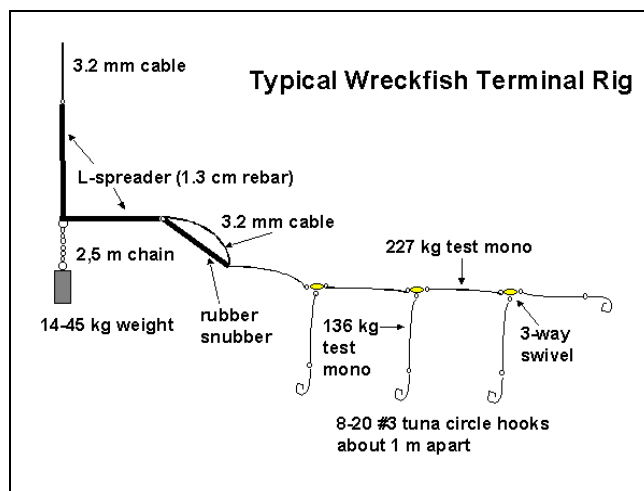 3.2 mm cable
Typical Wreckfish Terminal Rig
L-spreader (1.3 cm rebar)
3.2 mm cable
2,5 m chain
227 kg test mono
14-45 kg weight
rubber
snubber
136 kg
test
mono
3-way
swivel
8-20 #3 tuna circle hooks
about 1 m apart